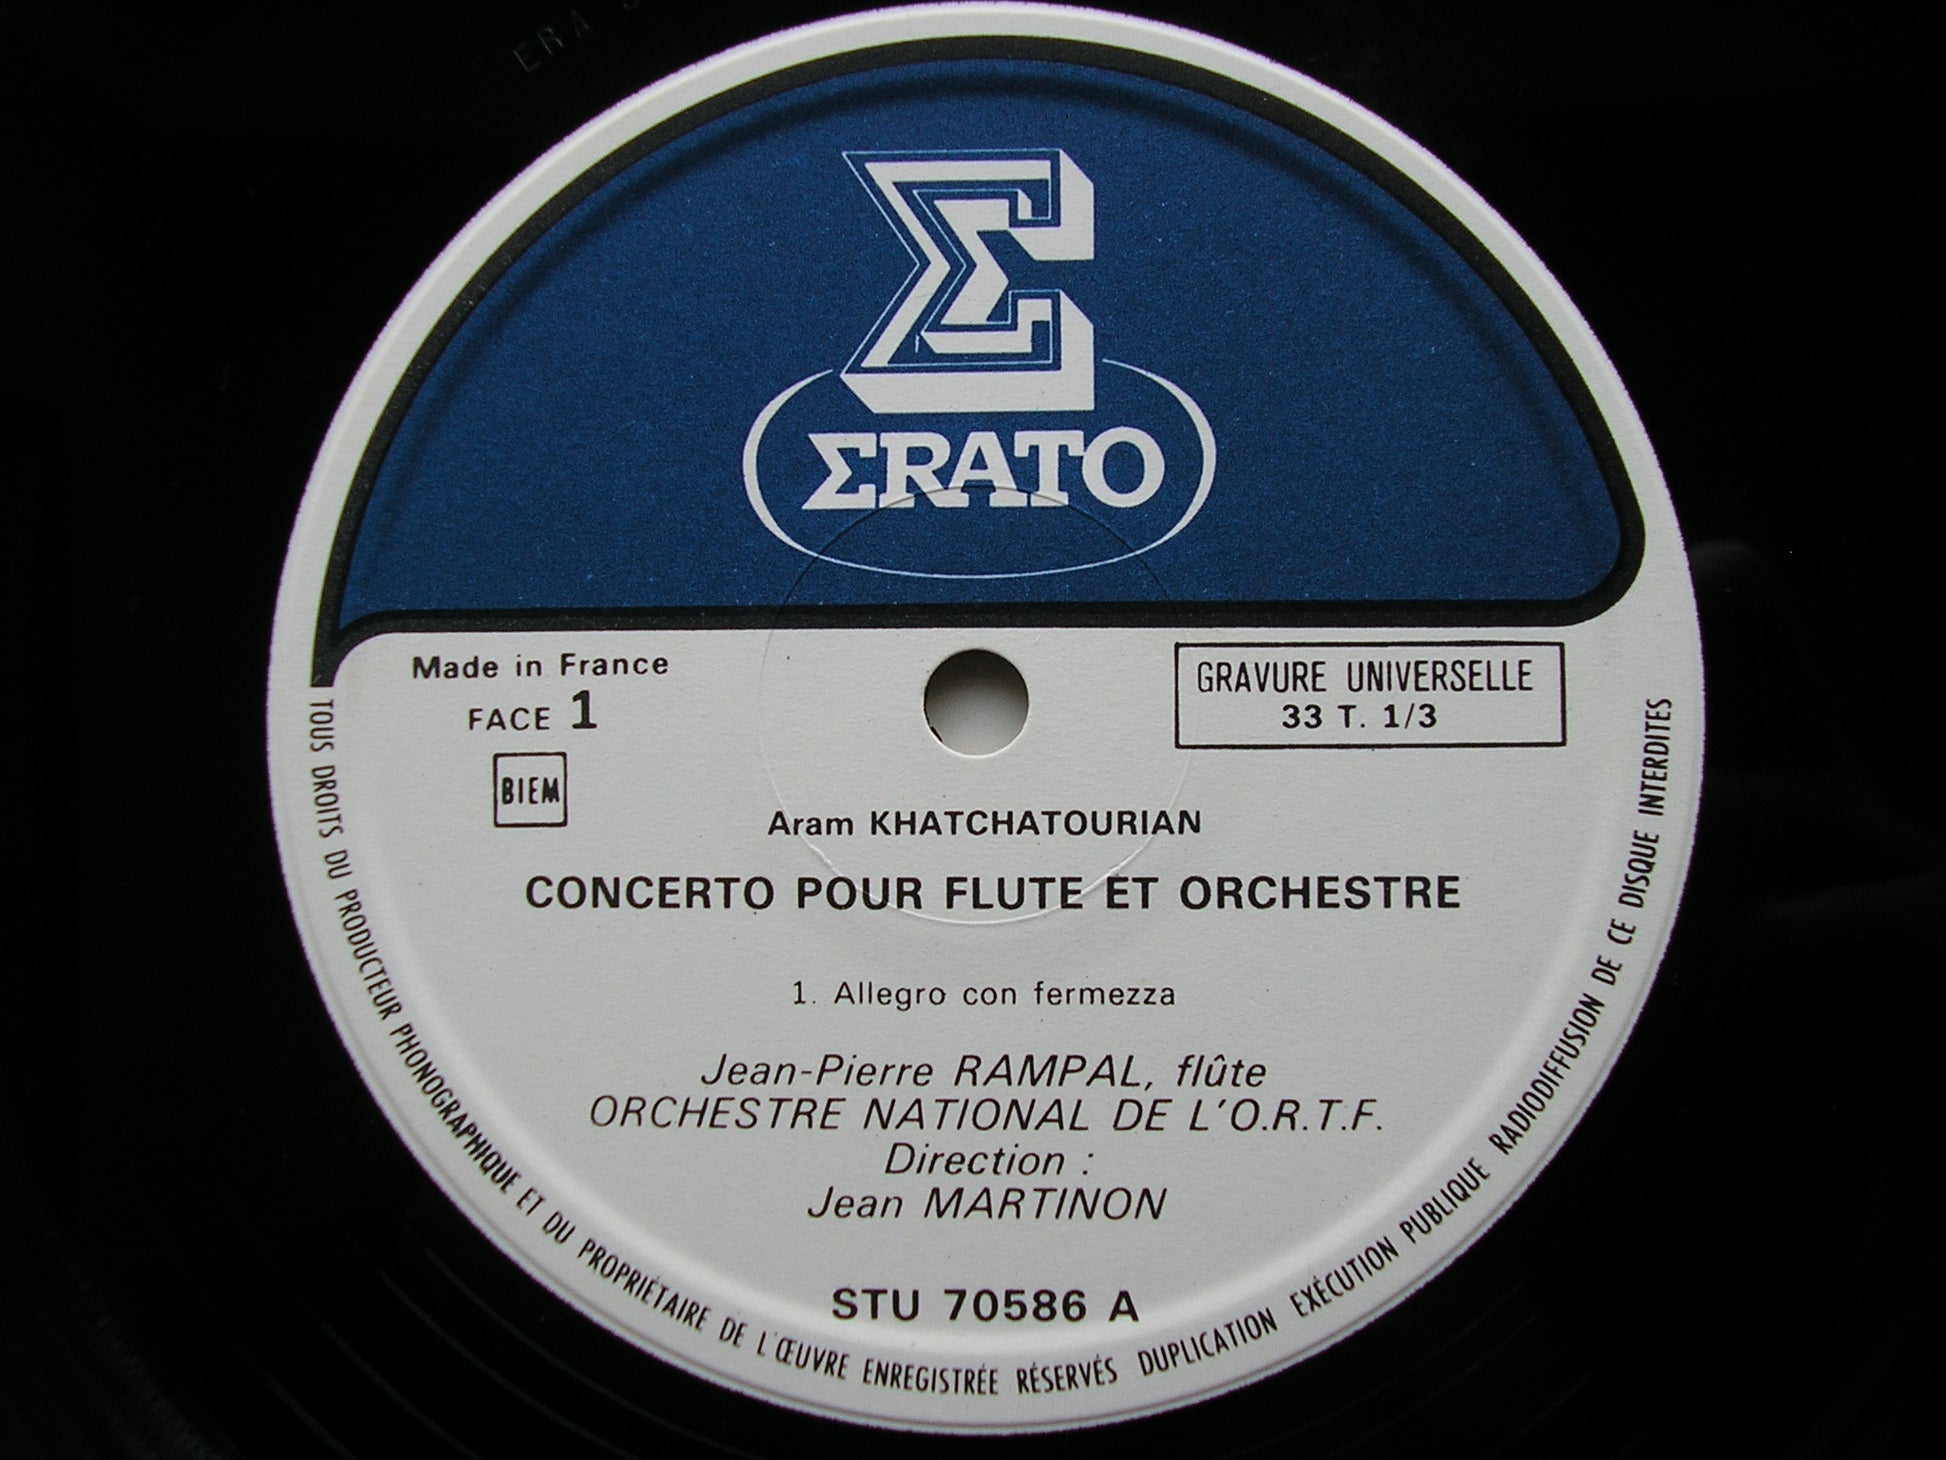 ERA
Σ
ΣRATO
Made in France
FACE 1
BIEM
GRAVURE UNIVERSELLE
33 T. 1/3
Aram KHATCHATOURIAN
CONCERTO POUR FLUTE ET ORCHESTRE
1. Allegro con fermezza
Jean-Pierre RAMPAL, flûte
ORCHESTRE NATIONAL DE L'O.R.T.F.
Direction :
Jean MARTINON
STU 70586 A
TOUS DROITS DU PRODUCTEUR PHONOGRAPHIQUE ET DU PROPRIÉTAIRE DE L'ŒUVRE ENREGISTRÉE RÉSERVÉS DUPLICATION EXÉCUTION PUBLIQUE RADIODIFFUSION DE CE DISQUE INTERDITES